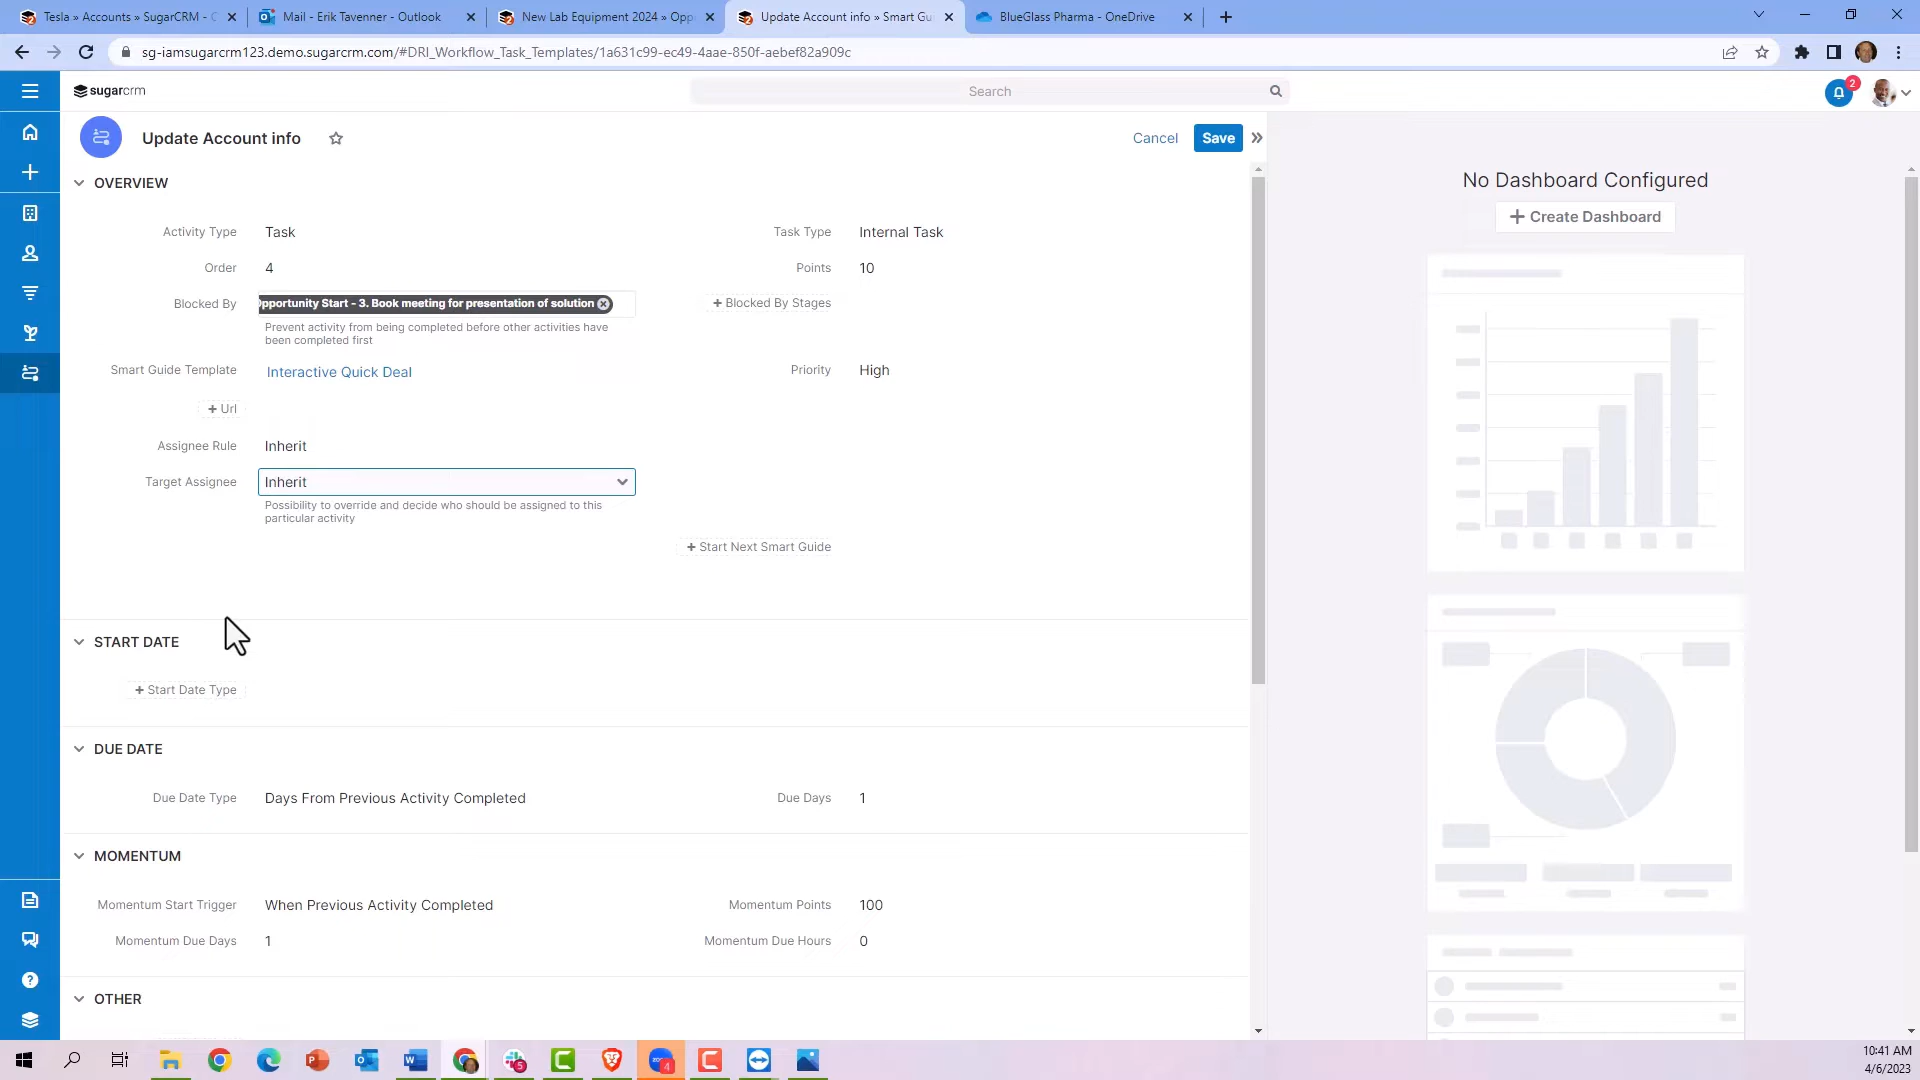 Tesla » Accounts » SugarCRM - C
Mail - Erik Tavenner - Outlook
New Lab Equipment 2024 » Opp
Update Account info » Smart Gu
BlueGlass Pharma - OneDrive
sg-iamsugarcrm123.demo.sugarcrm.com/#DRI_Workflow_Task_Templates/1a631c99-ec49-4aae-850f-aebef82a909c
sugarcrm
Search
2
Update Account info
Cancel
Save
OVERVIEW
No Dashboard Configured
+ Create Dashboard
Activity Type Task
Task Type Internal Task
Order 4
Points 10
Blocked By pportunity Start - 3. Book meeting for presentation of solution
+ Blocked By Stages
Prevent activity from being completed before other activities have
been completed first
Smart Guide Template Interactive Quick Deal
Priority High
+ Url
Assignee Rule Inherit
Target Assignee Inherit
Possibility to override and decide who should be assigned to this
particular activity
+ Start Next Smart Guide
START DATE
+ Start Date Type
DUE DATE
Due Date Type Days From Previous Activity Completed
Due Days 1
MOMENTUM
Momentum Start Trigger When Previous Activity Completed
Momentum Points 100
Momentum Due Days 1
Momentum Due Hours 0
OTHER
5
4
10:41 AM
4/6/2023